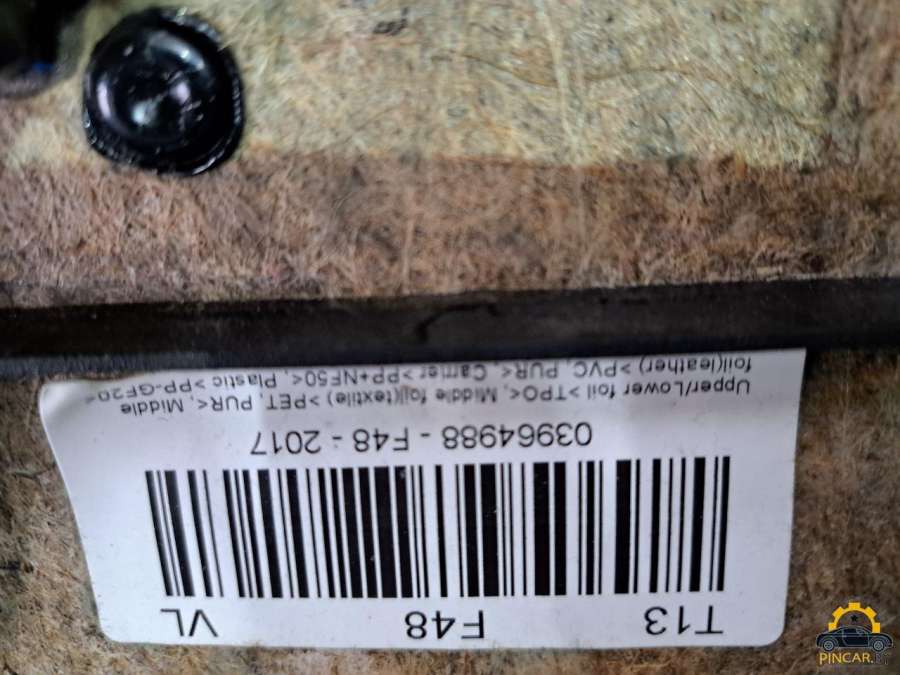 T13 F48 VL
03964988 - F48 - 2017
Upper/Lower foil >TPO<, Middle foil(textile) >PET, PUR<, Middle
foil(leather) >PVC, PUR<, Carrier >PP+NF50<, Plastic >PP-GF20<
PINCAR.